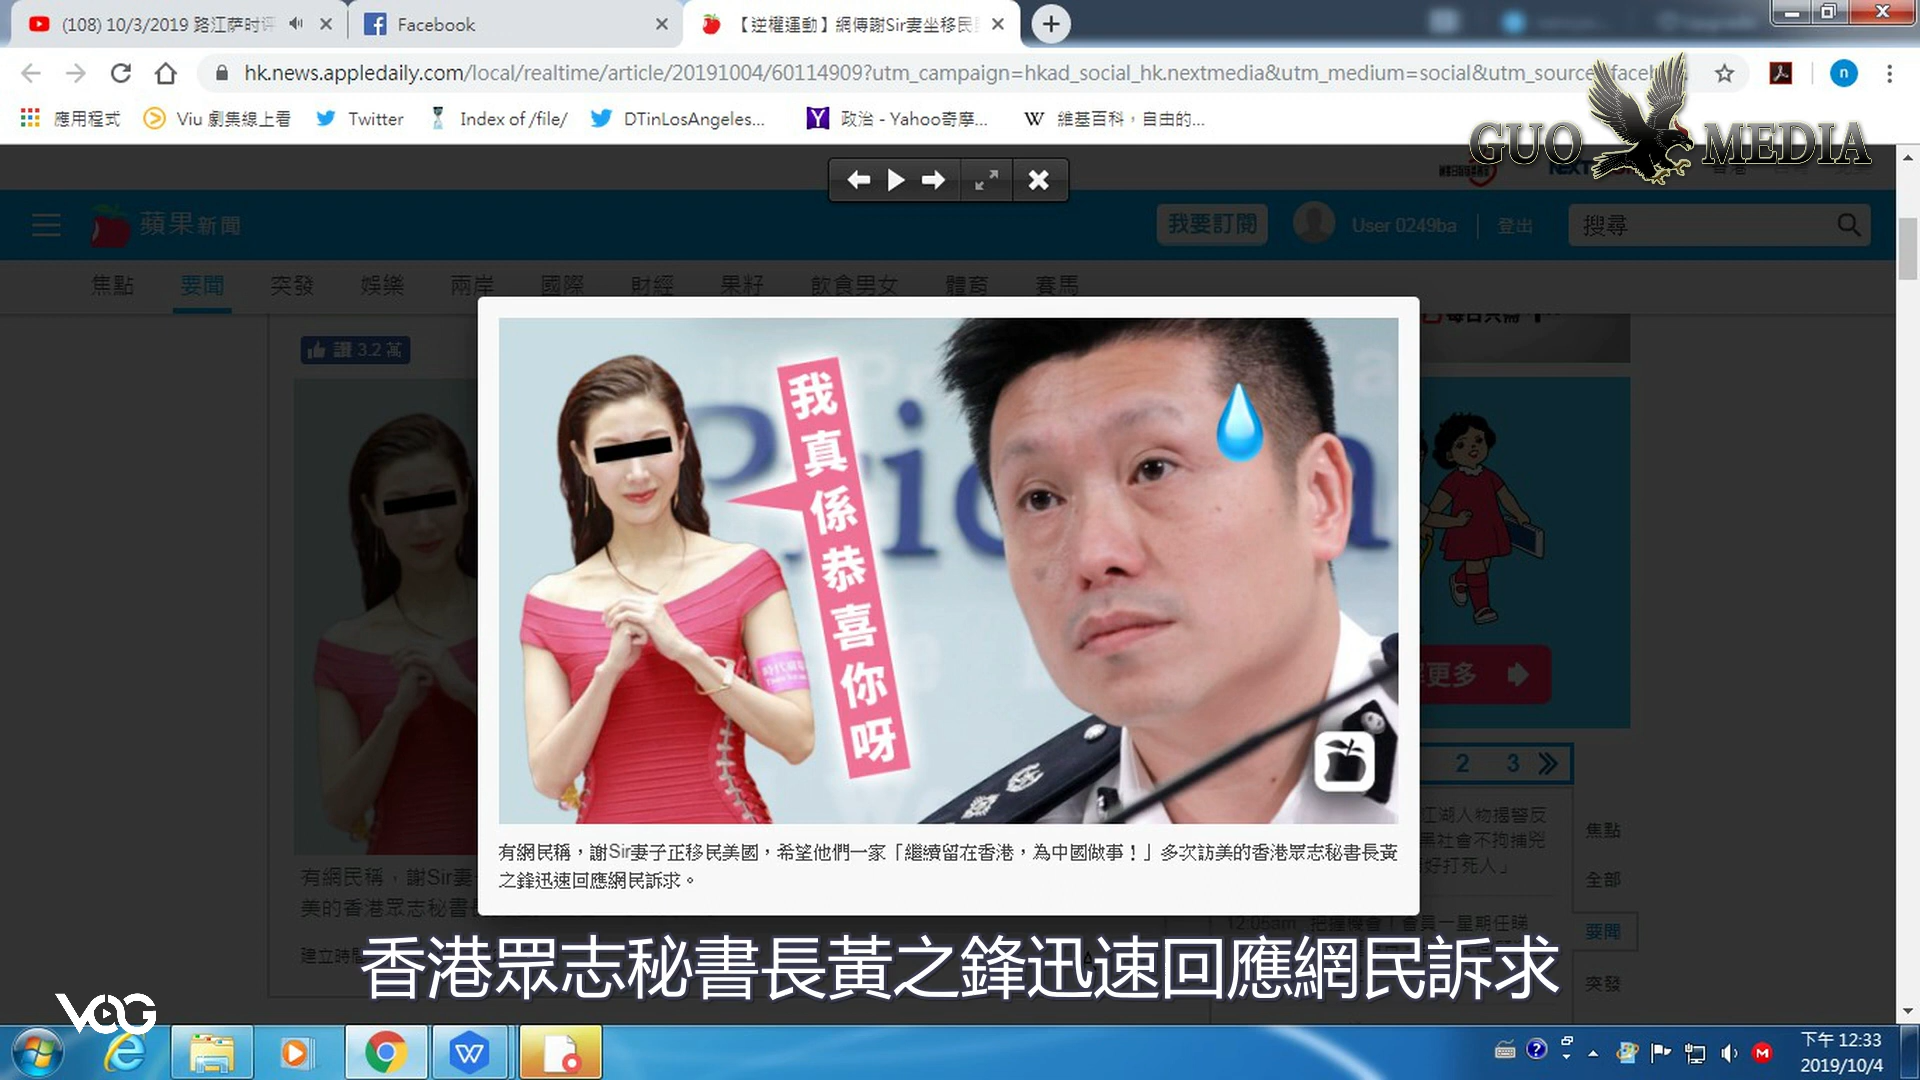 (108) 10/3/2019 路江萨时评
Facebook
【逆權運動】網傳謝Sir妻坐移民
hk.news.appledaily.com/local/realtime/article/20191004/60114909?utm_campaign=hkad_social_hk.nextmedia&utm_medium=social&utm_source
n
應用程式
Viu 劇集線上看
Twitter
Index of /file/
DTinLosAngeles...
政治 - Yahoo奇摩...
維基百科，自由的...
GUO MEDIA
蘋果新聞
我要訂閱
User 0249ba
登出
搜尋
焦點 要聞 突發 娛樂 兩岸 國際 財經 果籽 飲食男女 體育 賽馬
讚 3.2 萬
我真係恭喜你呀
更多
2 3
有網民稱，謝Sir妻子正移民美國，希望他們一家「繼續留在香港，為中國做事！」多次訪美的香港眾志秘書長黃
之鋒迅速回應網民訴求。
有網民稱，謝Sir妻
美的香港眾志秘書
焦點
全部
12:05am
要聞
突發
香港眾志秘書長黃之鋒迅速回應網民訴求
VOG
下午 12:33
2019/10/4